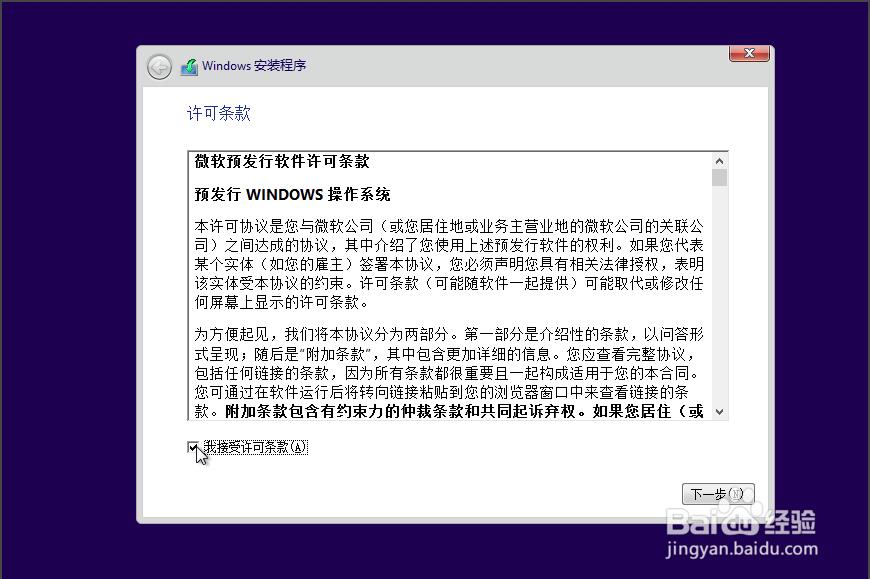 Windows 安装程序
许可条款
微软预发行软件许可条款
预发行 WINDOWS 操作系统
本许可协议是您与微软公司（或您居住地或业务主营业地的微软公司的关联公
司）之间达成的协议，其中介绍了您使用上述预发行软件的权利。如果您代表
某个实体（如您的雇主）签署本协议，您必须声明您具有相关法律授权，表明
该实体受本协议的约束。许可条款（可能随软件一起提供）可能取代或修改任
何屏幕上显示的许可条款。
为方便起见，我们将本协议分为两部分。第一部分是介绍性的条款，以问答形
式呈现；随后是“附加条款”，其中包含更加详细的信息。您应查看完整协议，
包括任何链接的条款，因为所有条款都很重要且一起构成适用于您的本合同。
您可通过在软件运行后将转向链接粘贴到您的浏览器窗口中来查看链接的条
款。附加条款包含有约束力的仲裁条款和共同起诉弃权。如果您居住（或
我接受许可条款(A)
下一步(N)
Baidu 经验
jingyan.baidu.com